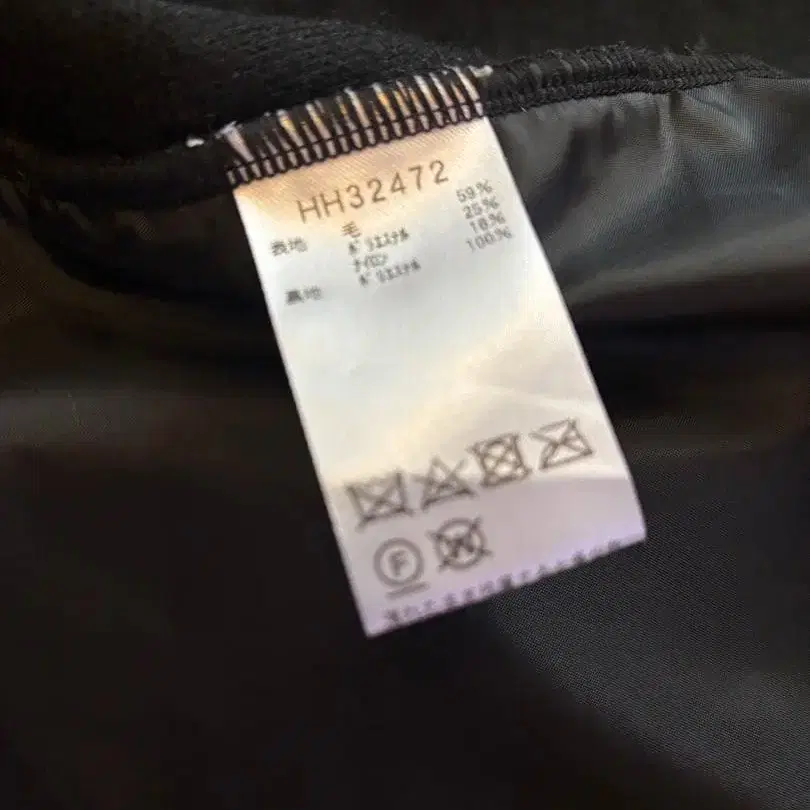 HH32472
表地 毛 59%
ポリエステル 25%
ナイロン 16%
裏地 ポリエステル 100%
F
W